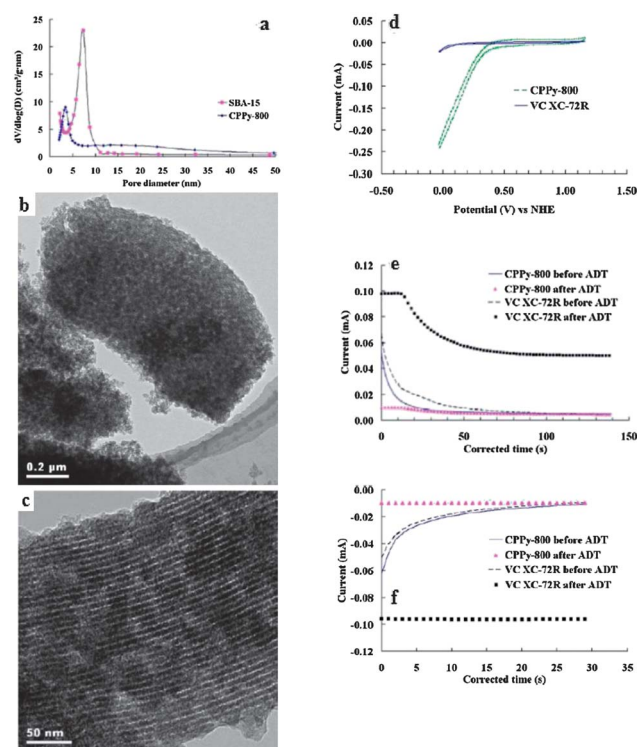 a
dV/dlog(D) (cm³/g·nm)
25
20
15
10
5
0
SBA-15
CPPy-800
0 10 20 30 40 50
Pore diameter (nm)
b
0.2 µm
c
50 nm
d
Current (mA)
0.05
0.00
-0.05
-0.10
-0.15
-0.20
-0.25
-0.30
CPPy-800
VC XC-72R
-0.50 0.00 0.50 1.00 1.50
Potential (V) vs NHE
e
Current (mA)
0.12
0.10
0.08
0.06
0.04
0.02
0.00
CPPy-800 before ADT
CPPy-800 after ADT
VC XC-72R before ADT
VC XC-72R after ADT
0 50 100 150
Corrected time (s)
f
Current (mA)
0.00
-0.02
-0.04
-0.06
-0.08
-0.10
-0.12
CPPy-800 before ADT
CPPy-800 after ADT
VC XC-72R before ADT
VC XC-72R after ADT
0 5 10 15 20 25 30 35
Corrected time (s)